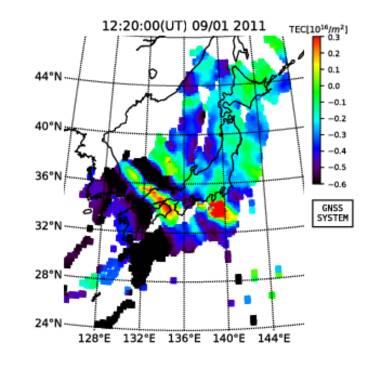 12:20:00(UT) 09/01 2011
TEC[10¹⁶/m²]
0.3
0.2
0.1
0.0
−0.1
−0.2
−0.3
−0.4
−0.5
−0.6
GNSS
SYSTEM
44°N
40°N
36°N
32°N
28°N
24°N
128°E 132°E 136°E 140°E 144°E